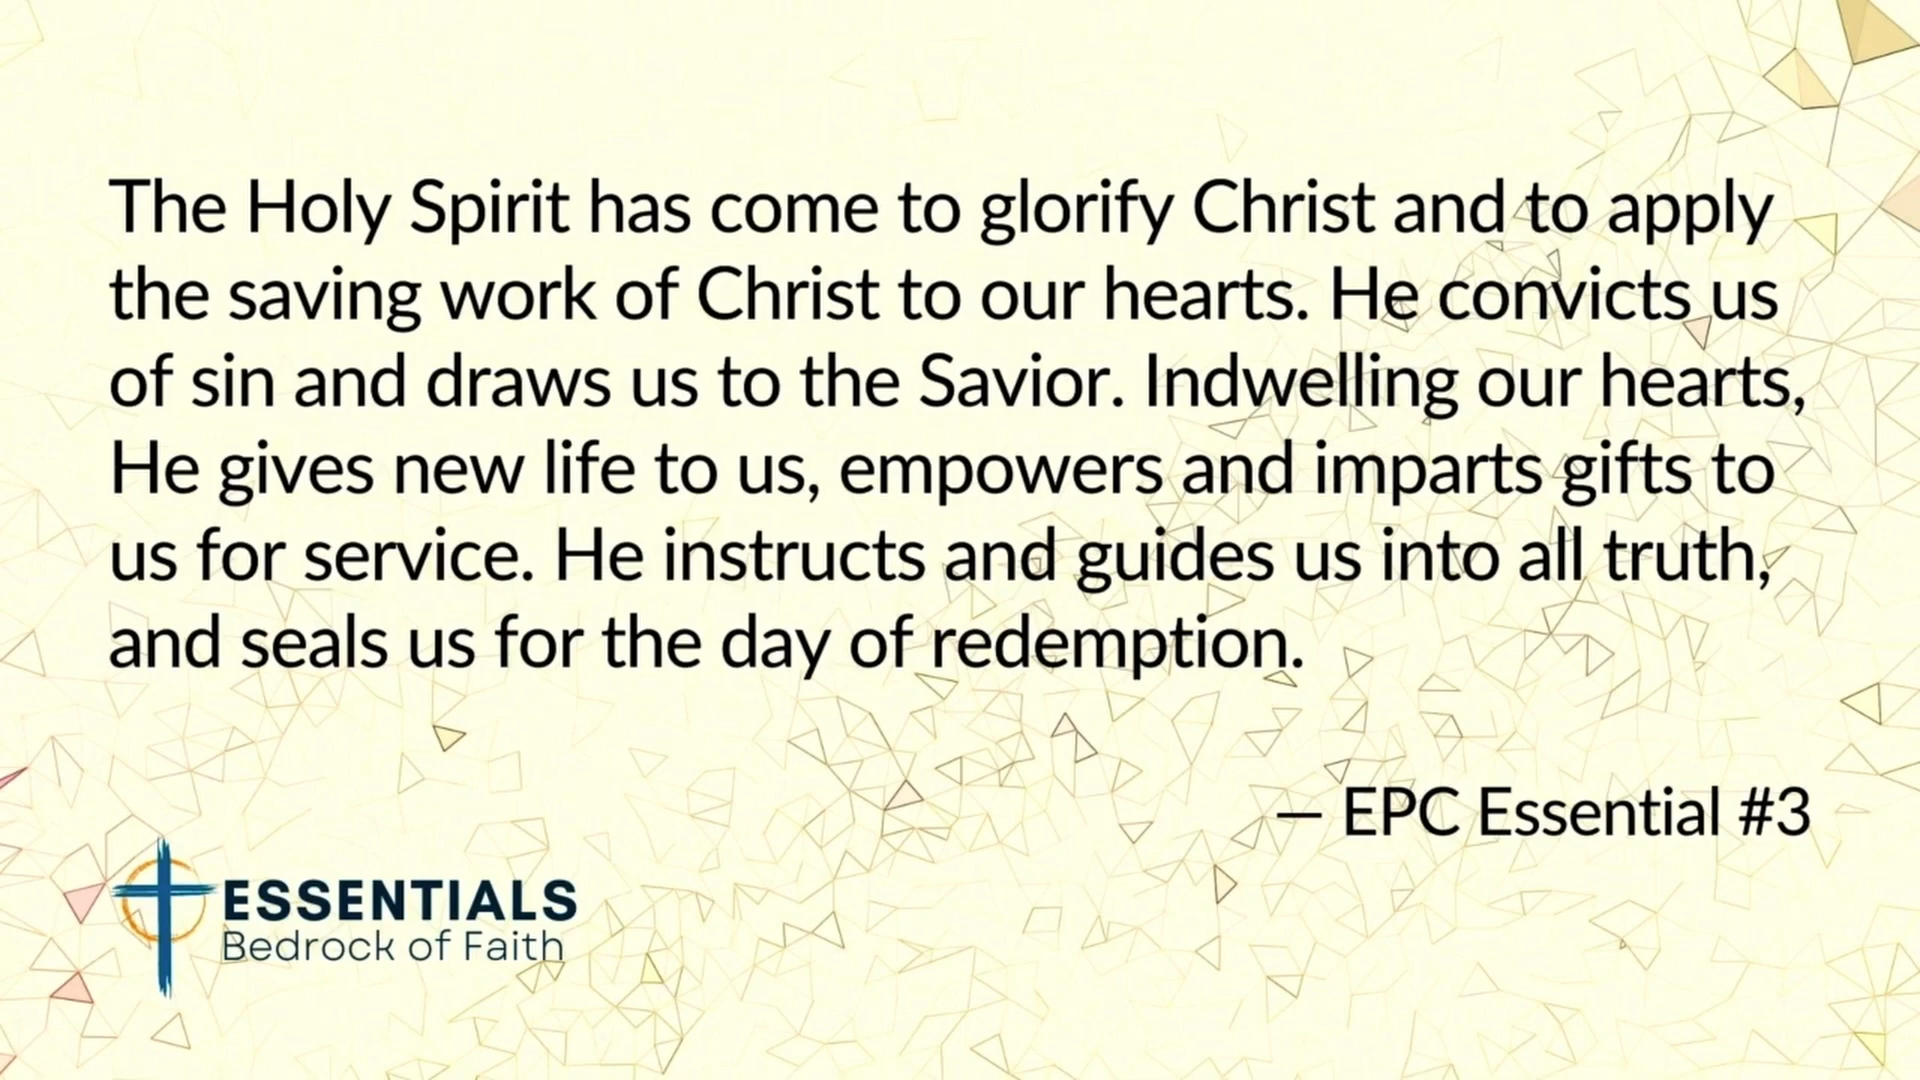 The Holy Spirit has come to glorify Christ and to apply
the saving work of Christ to our hearts. He convicts us
of sin and draws us to the Savior. Indwelling our hearts,
He gives new life to us, empowers and imparts gifts to
us for service. He instructs and guides us into all truth,
and seals us for the day of redemption.
— EPC Essential #3
ESSENTIALS
Bedrock of Faith